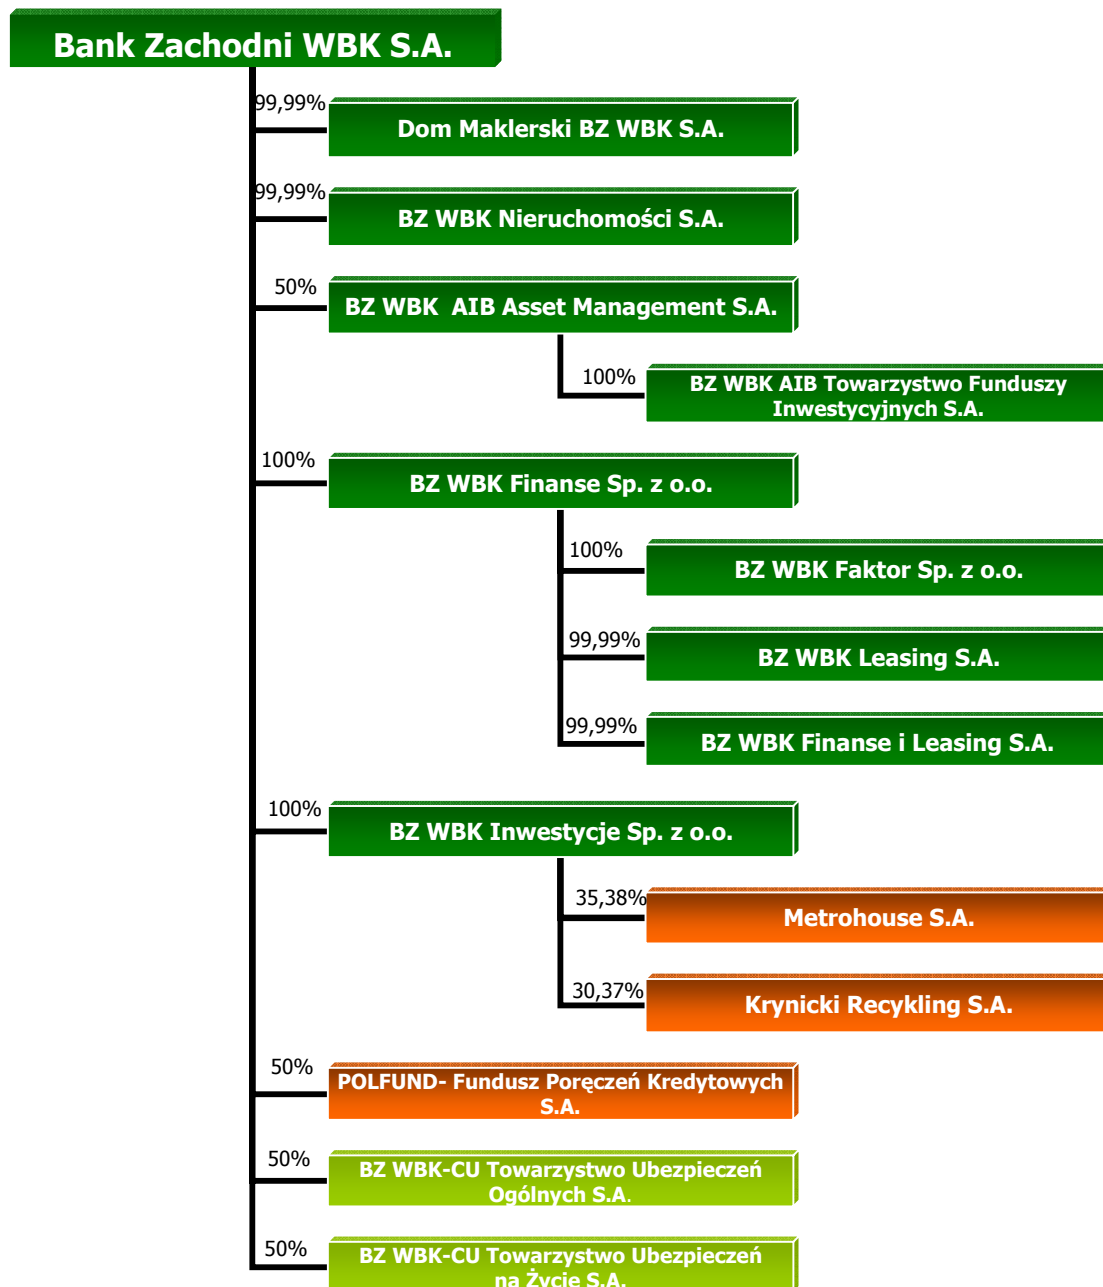 Bank Zachodni WBK S.A.
99,99%
Dom Maklerski BZ WBK S.A.
99,99%
BZ WBK Nieruchomości S.A.
50%
BZ WBK AIB Asset Management S.A.
100%
BZ WBK AIB Towarzystwo Funduszy
Inwestycyjnych S.A.
100%
BZ WBK Finanse Sp. z o.o.
100%
BZ WBK Faktor Sp. z o.o.
99,99%
BZ WBK Leasing S.A.
99,99%
BZ WBK Finanse i Leasing S.A.
100%
BZ WBK Inwestycje Sp. z o.o.
35,38%
Metrohouse S.A.
30,37%
Krynicki Recykling S.A.
50%
POLFUND- Fundusz Poręczeń Kredytowych
S.A.
50%
BZ WBK-CU Towarzystwo Ubezpieczeń
Ogólnych S.A.
50%
BZ WBK-CU Towarzystwo Ubezpieczeń
na Życie S.A.